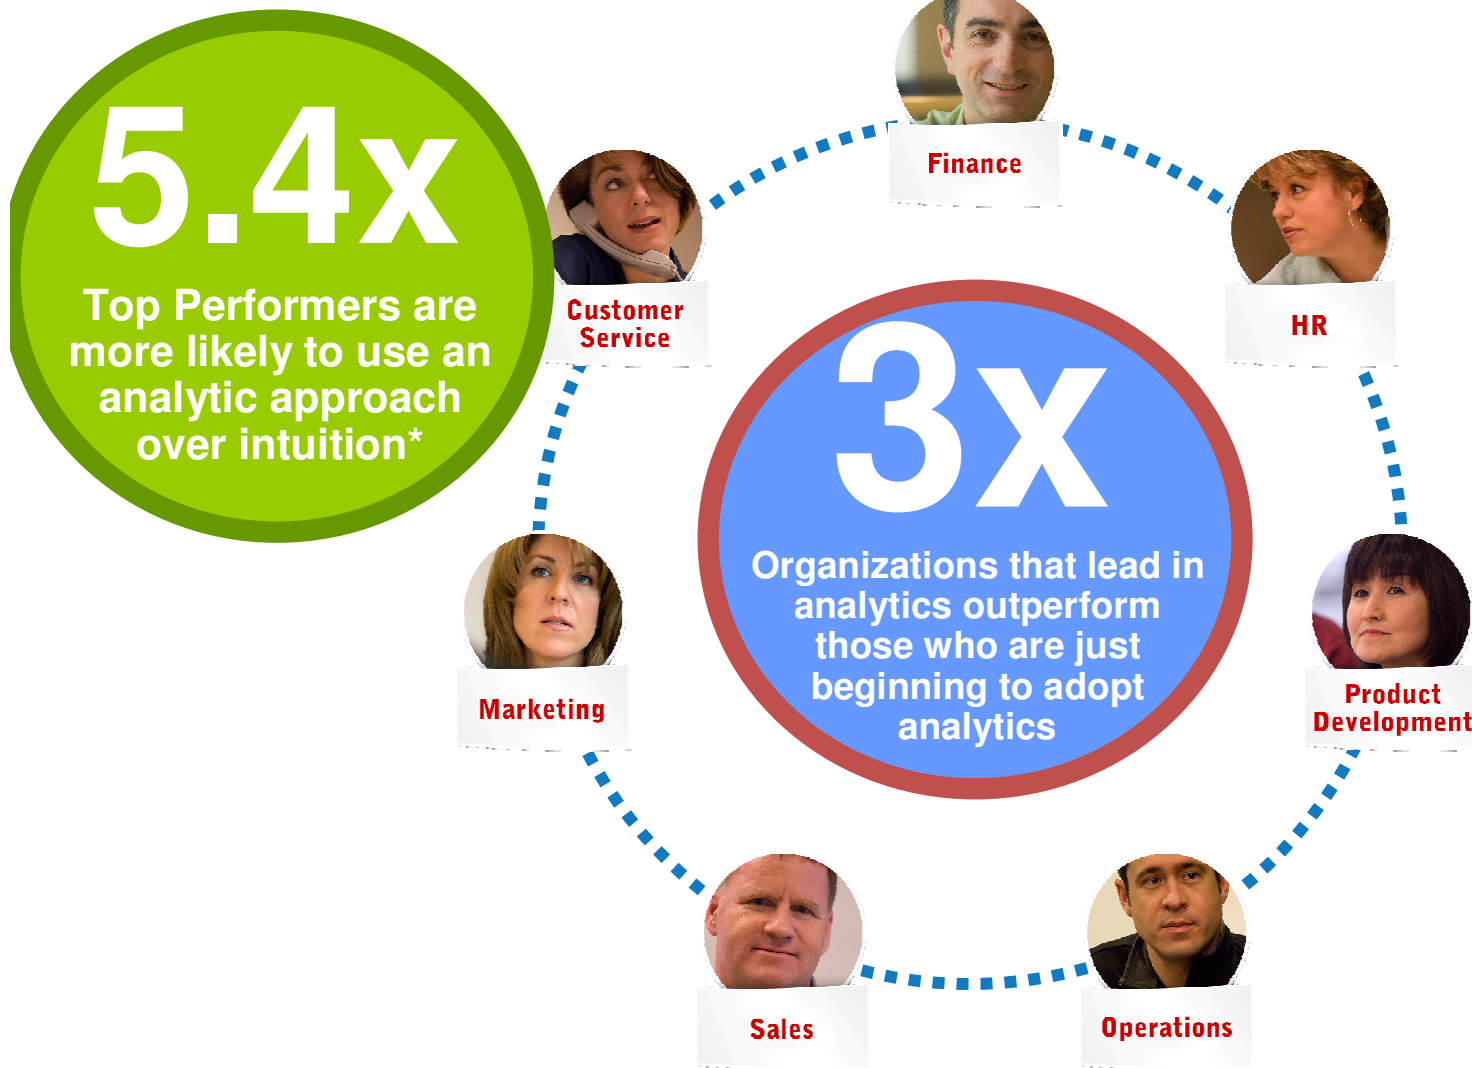 5.4x
Top Performers are
more likely to use an
analytic approach
over intuition*
Finance
Customer
Service
HR
3x
Organizations that lead in
analytics outperform
those who are just
beginning to adopt
analytics
Marketing
Product
Development
Sales
Operations